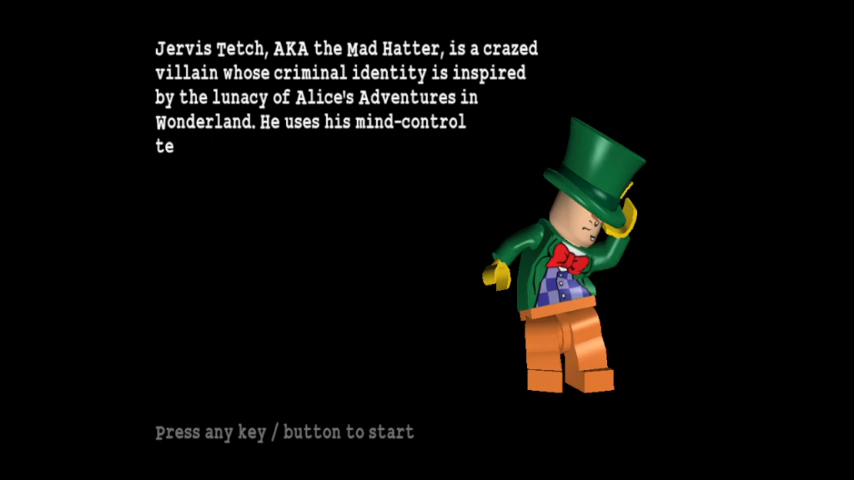 Jervis Tetch, AKA the Mad Hatter, is a crazed
villain whose criminal identity is inspired
by the lunacy of Alice's Adventures in
Wonderland. He uses his mind-control
te
Press any key / button to start